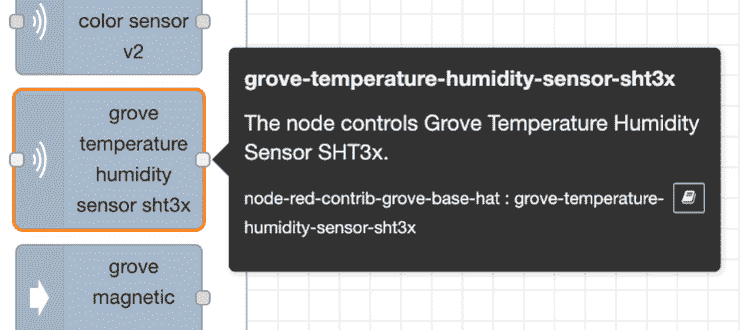 color sensor
v2
grove
temperature
humidity
sensor sht3x
grove
magnetic
grove-temperature-humidity-sensor-sht3x
The node controls Grove Temperature Humidity
Sensor SHT3x.
node-red-contrib-grove-base-hat : grove-temperature-
humidity-sensor-sht3x